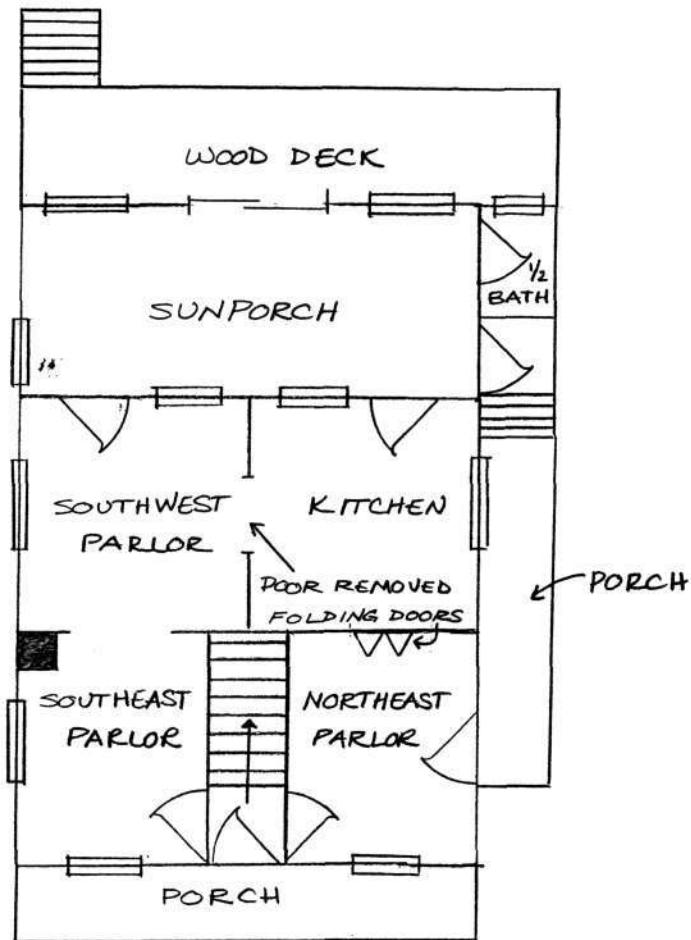 WOOD DECK
SUNPORCH
1/2
BATH
SOUTHWEST
PARLOR
KITCHEN
DOOR REMOVED
FOLDING DOORS
PORCH
SOUTHEAST
PARLOR
NORTHEAST
PARLOR
PORCH